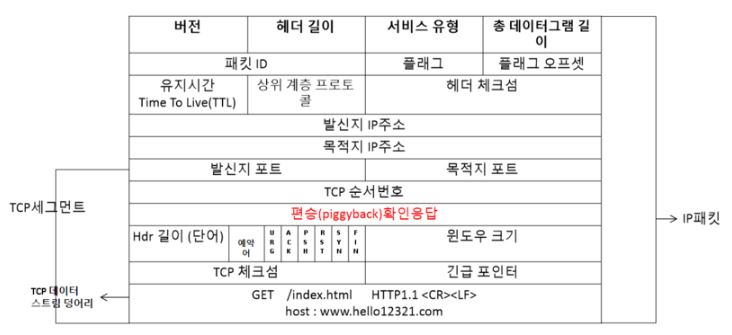 버전 헤더 길이 서비스 유형 총 데이터그램 길
이
패킷 ID 플래그 플래그 오프셋
유지시간
Time To Live(TTL)
상위 계층 프로토
콜
헤더 체크섬
발신지 IP주소
목적지 IP주소
발신지 포트 목적지 포트
TCP 순서번호
TCP세그먼트
편승(piggyback)확인응답
IP패킷
Hdr 길이 (단어)
예약
어
URG
ACK
PSH
RST
SYN
FIN
윈도우 크기
TCP 체크섬 긴급 포인터
TCP 데이터
스트림 덩어리
GET /index.html HTTP1.1 <CR><LF>
host : www.hello12321.com